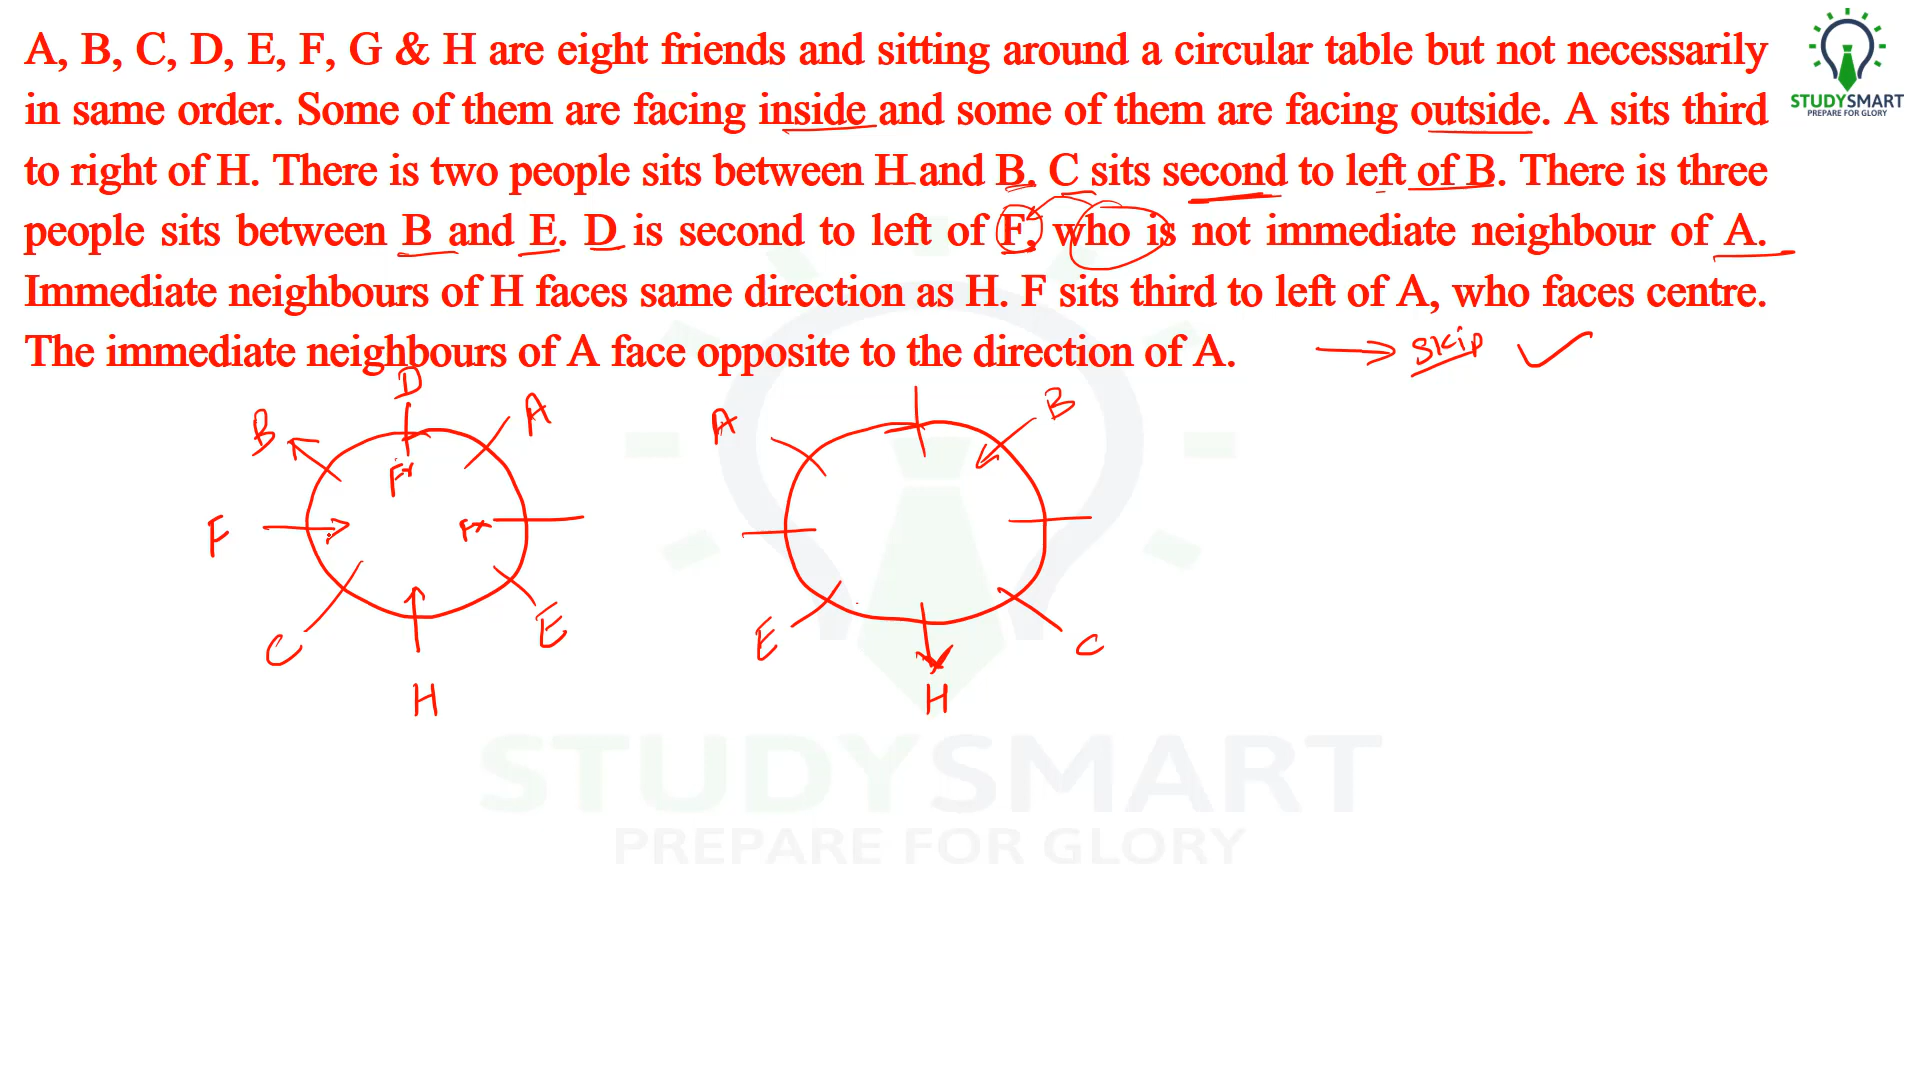 A, B, C, D, E, F, G & H are eight friends and sitting around a circular table but not necessarily
in same order. Some of them are facing inside and some of them are facing outside. A sits third
to right of H. There is two people sits between H and B. C sits second to left of B. There is three
people sits between B and E. D is second to left of F, who is not immediate neighbour of A.
Immediate neighbours of H faces same direction as H. F sits third to left of A, who faces centre.
The immediate neighbours of A face opposite to the direction of A.
skip
STUDYSMART
PREPARE FOR GLORY
D
B
A
F
C
H
E
A
B
E
H
C
STUDYSMART
PREPARE FOR GLORY